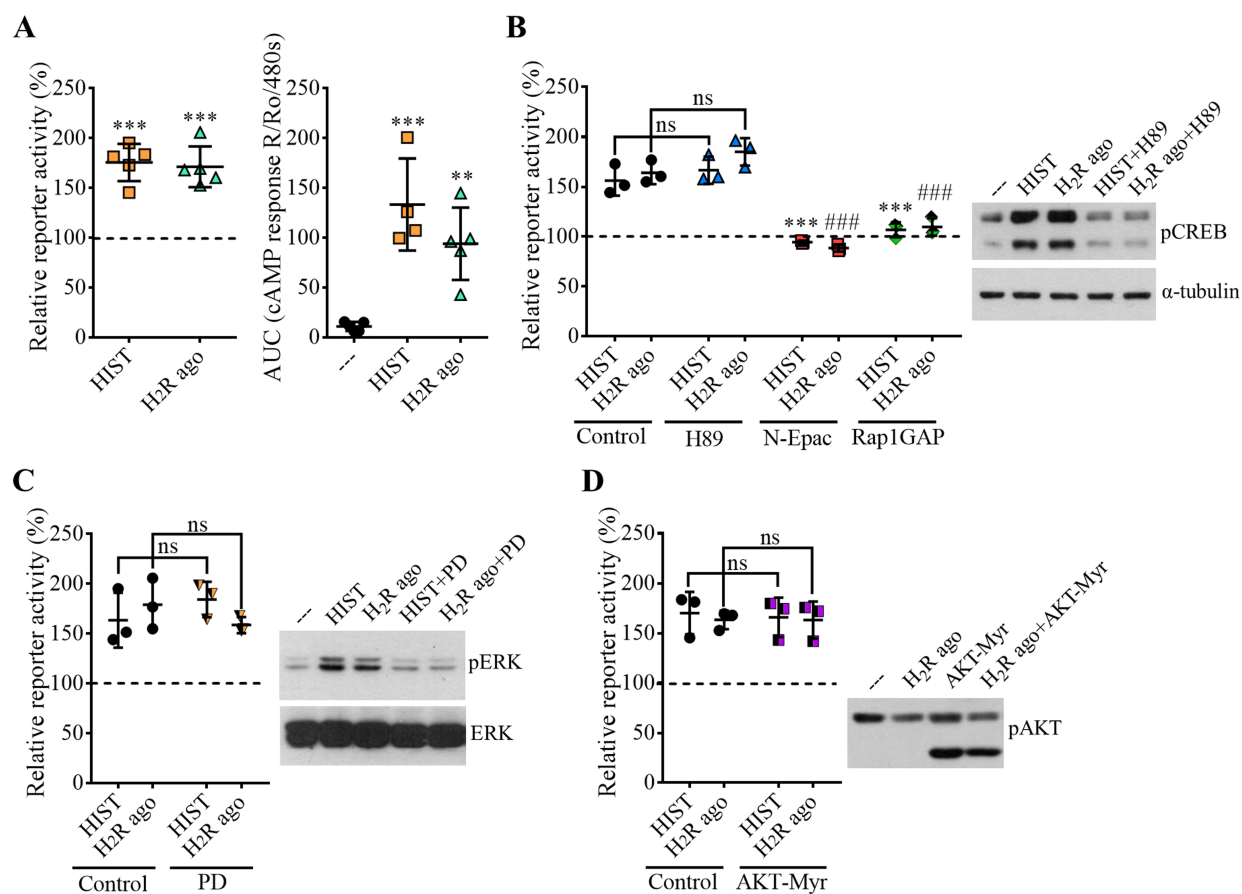 A
Relative reporter activity (%)
250
200
150
100
50
0
***
***
HIST
H2R ago
AUC (cAMP response R/Ro/480s)
250
200
150
100
50
0
***
**
---
HIST
H2R ago
B
Relative reporter activity (%)
250
200
150
100
50
0
ns
ns
***
###
***
###
HIST
H2R ago
HIST
H2R ago
HIST
H2R ago
HIST
H2R ago
Control
H89
N-Epac
Rap1GAP
---
HIST
H2R ago
HIST+H89
H2R ago+H89
pCREB
α-tubulin
C
Relative reporter activity (%)
250
200
150
100
50
0
ns
ns
HIST
H2R ago
HIST
H2R ago
Control
PD
---
HIST
H2R ago
HIST+PD
H2R ago+PD
pERK
ERK
D
Relative reporter activity (%)
250
200
150
100
50
0
ns
ns
HIST
H2R ago
HIST
H2R ago
Control
AKT-Myr
---
H2R ago
AKT-Myr
H2R ago+AKT-Myr
pAKT